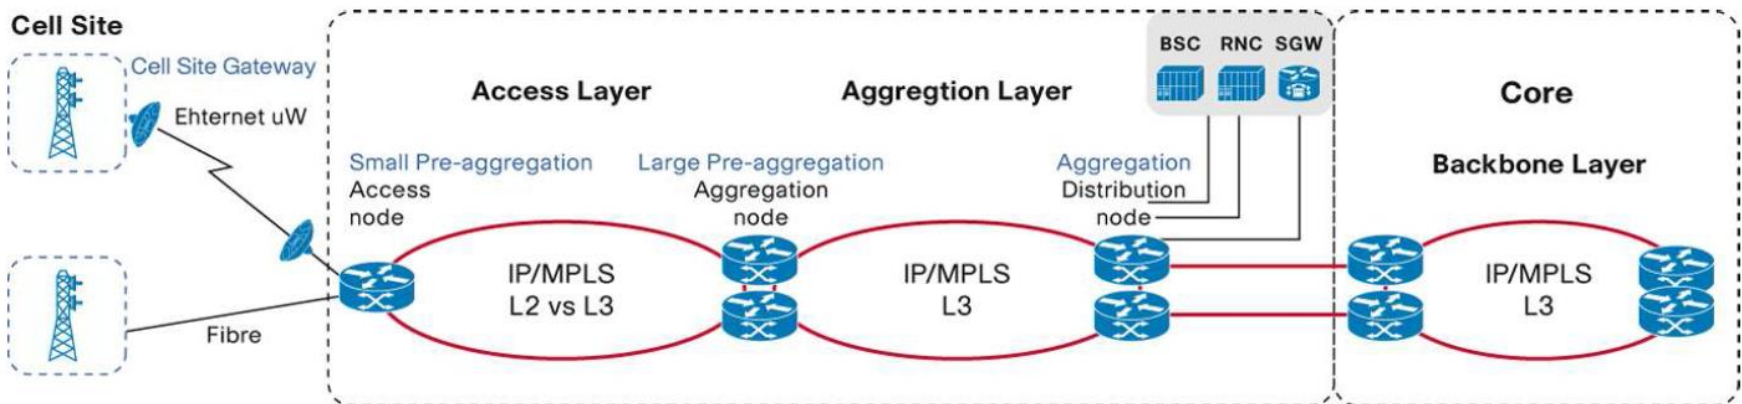 Cell Site
Cell Site Gateway
Ehternet uW
Fibre
Access Layer
Small Pre-aggregation
Access
node
IP/MPLS
L2 vs L3
Aggregtion Layer
Large Pre-aggregation
Aggregation
node
IP/MPLS
L3
BSC RNC SGW
Aggregation
Distribution
node
Core
Backbone Layer
IP/MPLS
L3